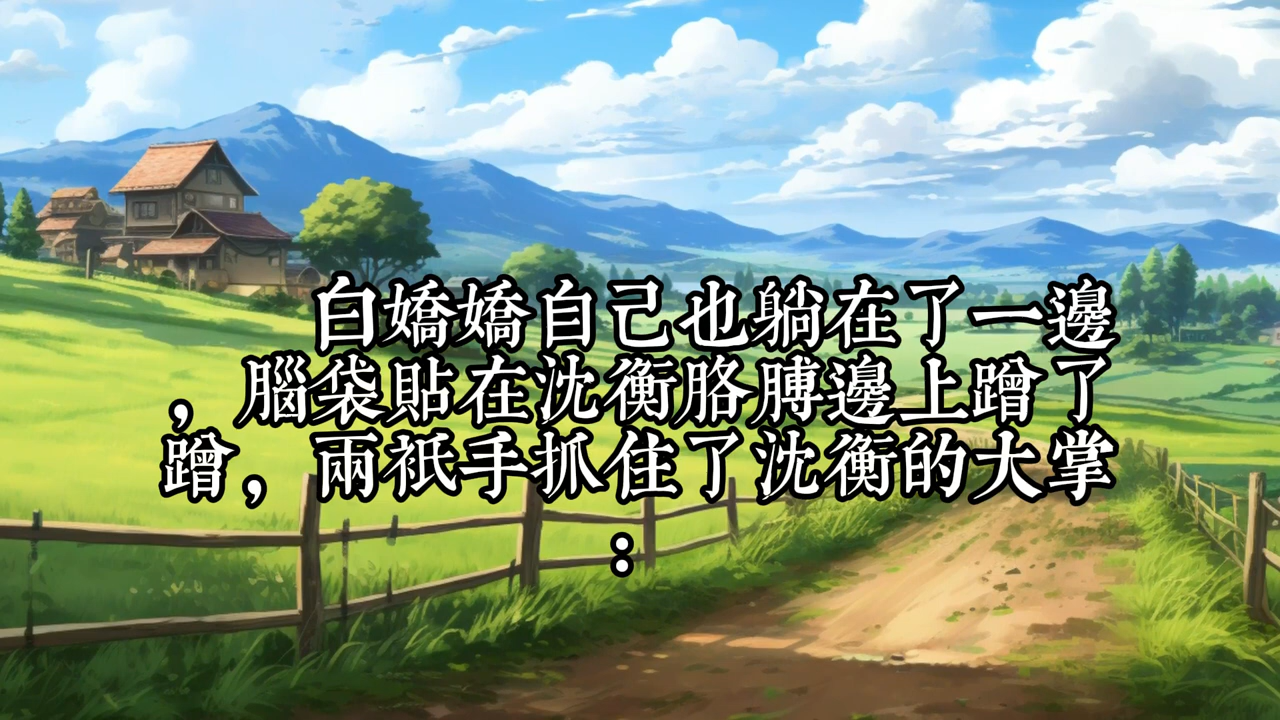 白嬌嬌自己也躺在了一邊
，腦袋貼在沈衡胳膊邊上蹭了
蹭，兩衹手抓住了沈衡的大掌
：